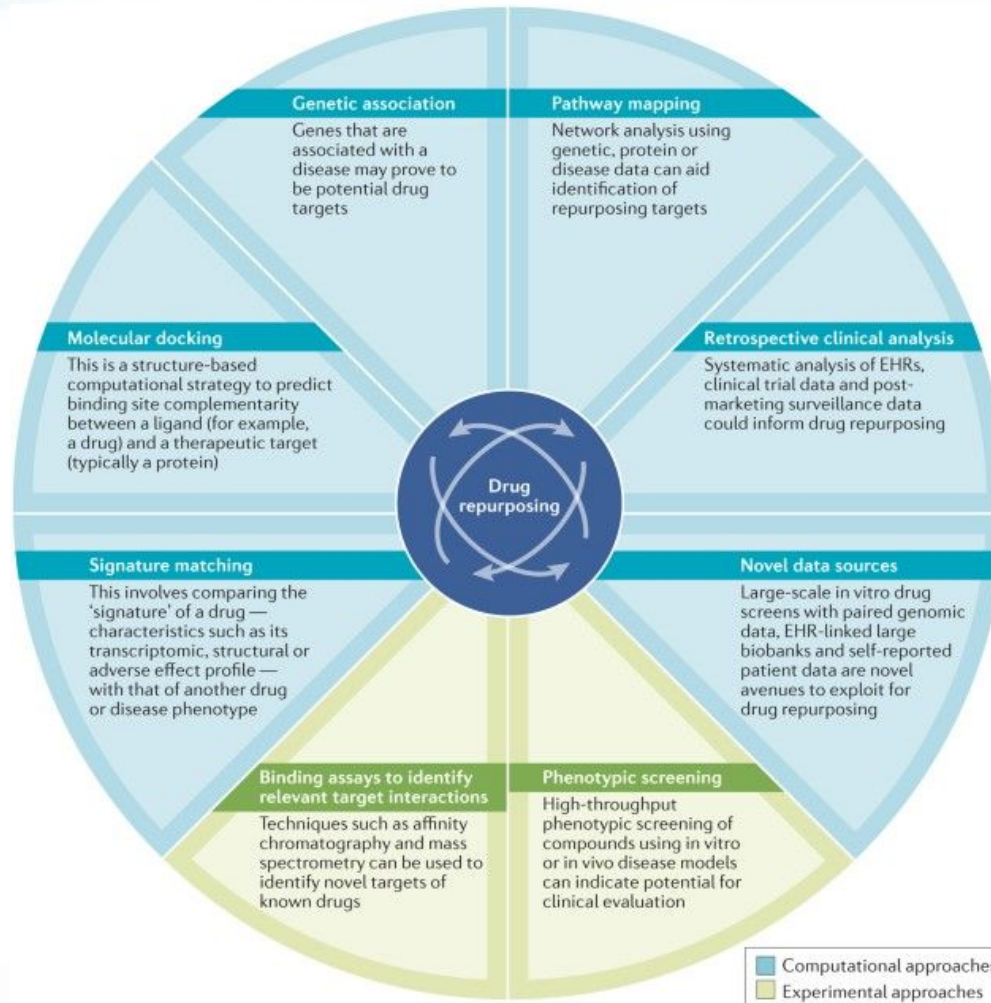 Genetic association
Genes that are
associated with a
disease may prove to
be potential drug
targets
Pathway mapping
Network analysis using
genetic, protein or
disease data can aid
identification of
repurposing targets
Molecular docking
This is a structure-based
computational strategy to predict
binding site complementarity
between a ligand (for example,
a drug) and a therapeutic target
(typically a protein)
Retrospective clinical analysis
Systematic analysis of EHRs,
clinical trial data and post-
marketing surveillance data
could inform drug repurposing
Drug
repurposing
Signature matching
This involves comparing the
‘signature’ of a drug —
characteristics such as its
transcriptomic, structural or
adverse effect profile —
with that of another drug
or disease phenotype
Novel data sources
Large-scale in vitro drug
screens with paired genomic
data, EHR-linked large
biobanks and self-reported
patient data are novel
avenues to exploit for
drug repurposing
Binding assays to identify
relevant target interactions
Techniques such as affinity
chromatography and mass
spectrometry can be used to
identify novel targets of
known drugs
Phenotypic screening
High-throughput
phenotypic screening of
compounds using in vitro
or in vivo disease models
can indicate potential for
clinical evaluation
Computational approaches
Experimental approaches